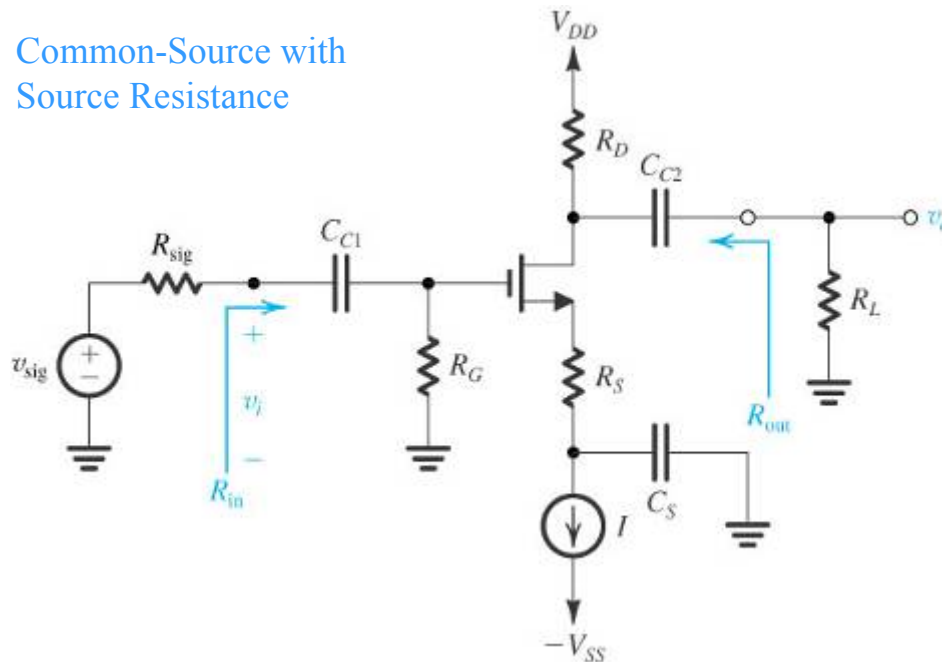 Common-Source with
Source Resistance
V_DD
R_D
C_C2
C_C1
R_sig
R_L
v_sig
+
−
+
v_i
−
R_G
R_S
R_out
R_in
C_S
I
−V_SS